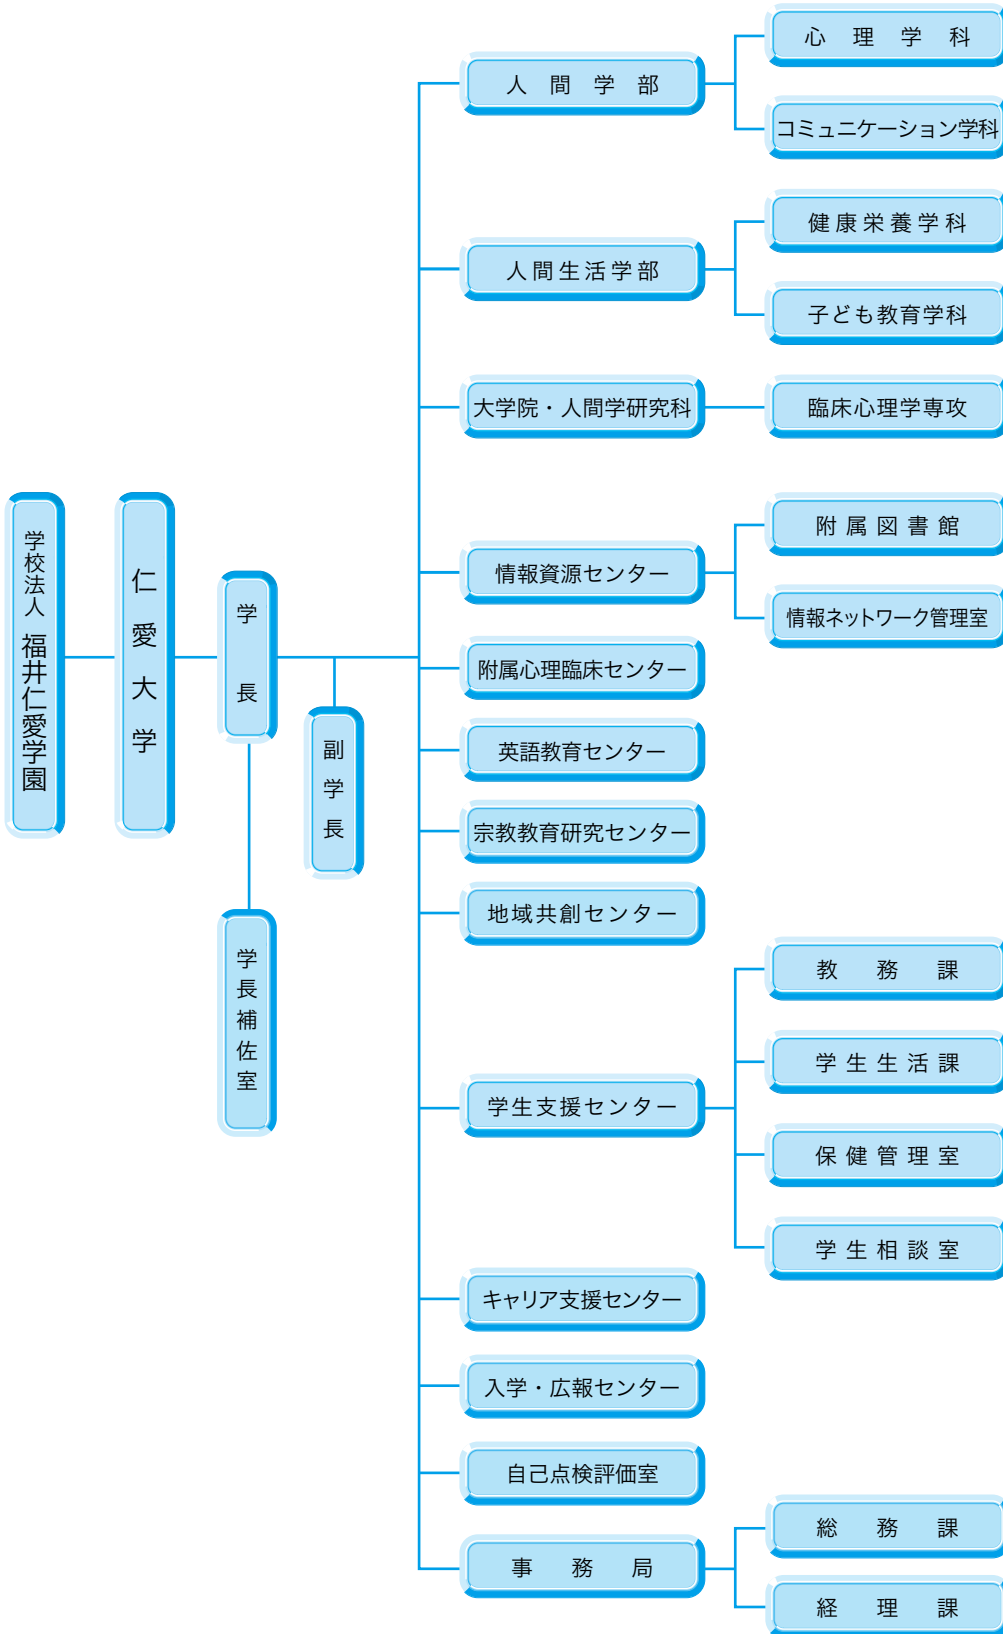 学校法人 福井仁愛学園
仁愛大学
学長
副学長
学長補佐室
人間学部
心理学科
コミュニケーション学科
人間生活学部
健康栄養学科
子ども教育学科
大学院・人間学研究科
臨床心理学専攻
情報資源センター
附属図書館
情報ネットワーク管理室
附属心理臨床センター
英語教育センター
宗教教育研究センター
地域共創センター
学生支援センター
教務課
学生生活課
保健管理室
学生相談室
キャリア支援センター
入学・広報センター
自己点検評価室
事務局
総務課
経理課